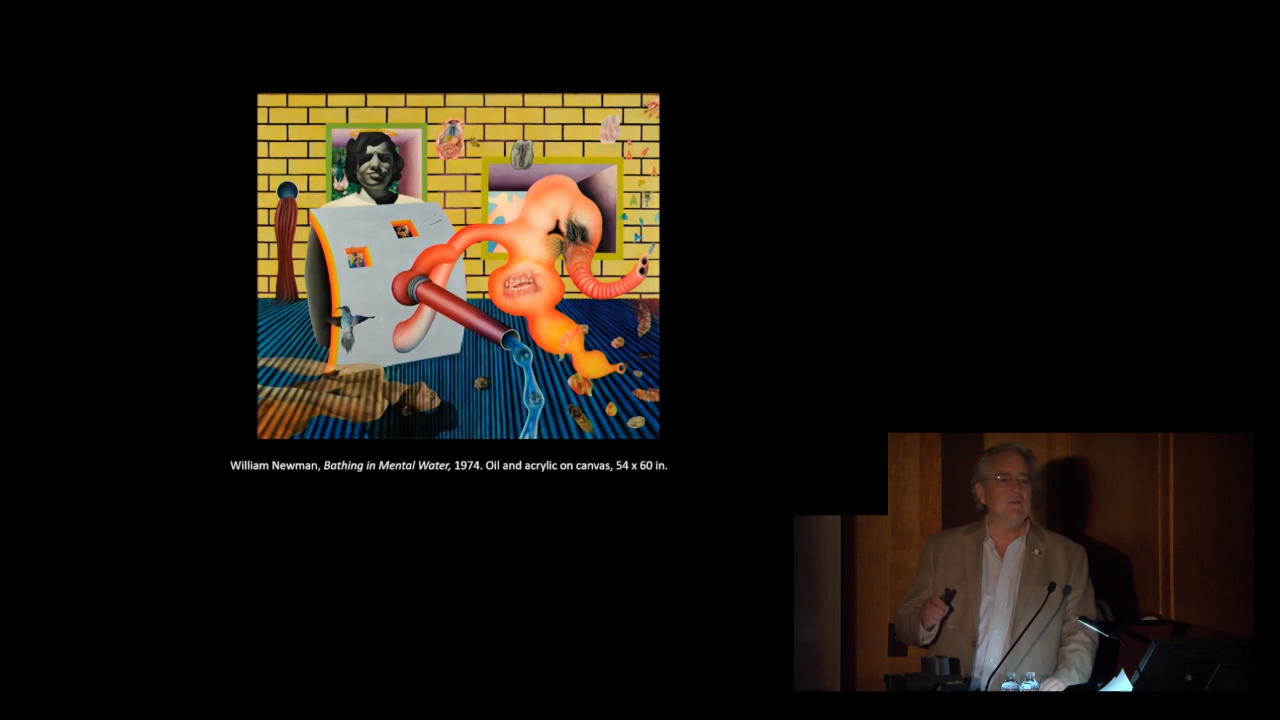 William Newman, Bathing in Mental Water, 1974. Oil and acrylic on canvas, 54 x 60 in.